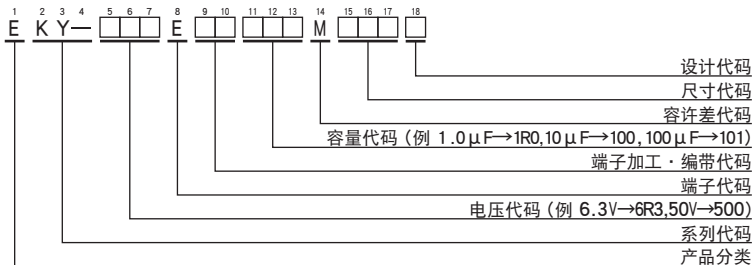 1 2 3 4 5 6 7 8 9 10 11 12 13 14 15 16 17 18
E K Y— □□□ E □□ □□□ M □□□ □
设计代码
尺寸代码
容许差代码
容量代码（例 1.0μF→1R0,10μF→100,100μF→101）
端子加工・编带代码
端子代码
电压代码（例 6.3V→6R3,50V→500）
系列代码
产品分类